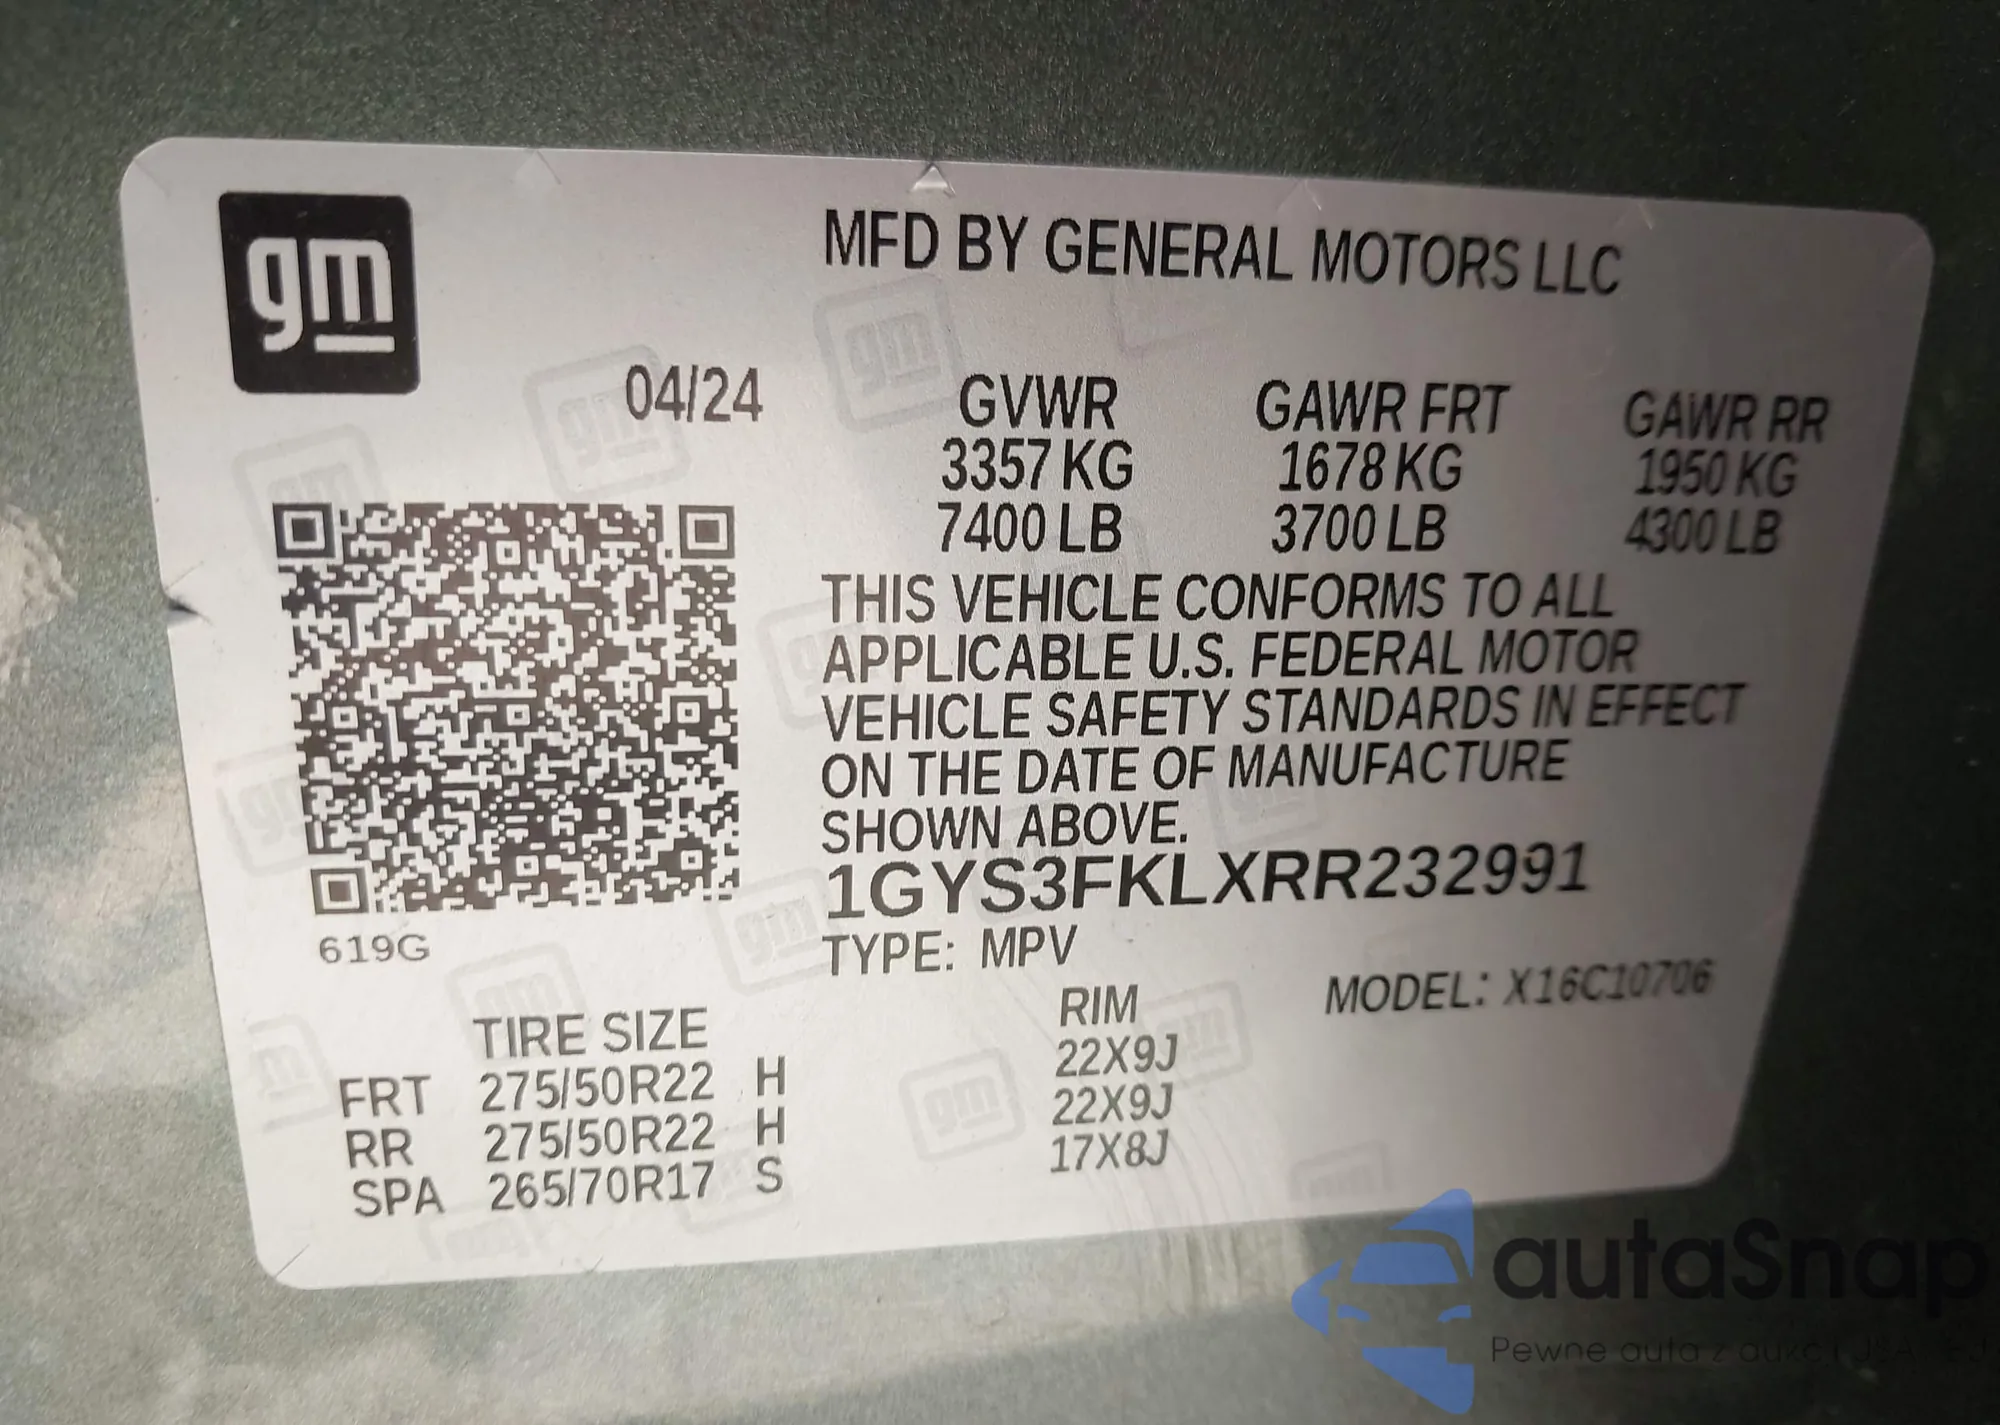 gm
MFD BY GENERAL MOTORS LLC
04/24
GVWR GAWR FRT GAWR RR
3357 KG 1678 KG 1950 KG
7400 LB 3700 LB 4300 LB
THIS VEHICLE CONFORMS TO ALL
APPLICABLE U.S. FEDERAL MOTOR
VEHICLE SAFETY STANDARDS IN EFFECT
ON THE DATE OF MANUFACTURE
SHOWN ABOVE.
1GYS3FKLXRR232991
619G
TYPE: MPV
MODEL: X16C10706
TIRE SIZE RIM
FRT 275/50R22 H 22X9J
RR 275/50R22 H 22X9J
SPA 265/70R17 S 17X8J
autaSnap
Pewne auta z aukcji